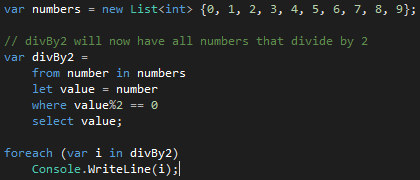 var numbers = new List<int> {0, 1, 2, 3, 4, 5, 6, 7, 8, 9};
// divBy2 will now have all numbers that divide by 2
var divBy2 =
from number in numbers
let value = number
where value%2 == 0
select value;
foreach (var i in divBy2)
Console.WriteLine(i);